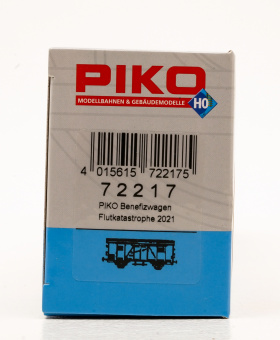 PIKO
MODELLBAHNEN & GEBÄUDEMODELLE
H0
4 015615 722175
72217
PIKO Benefizwagen
Flutkatastrophe 2021